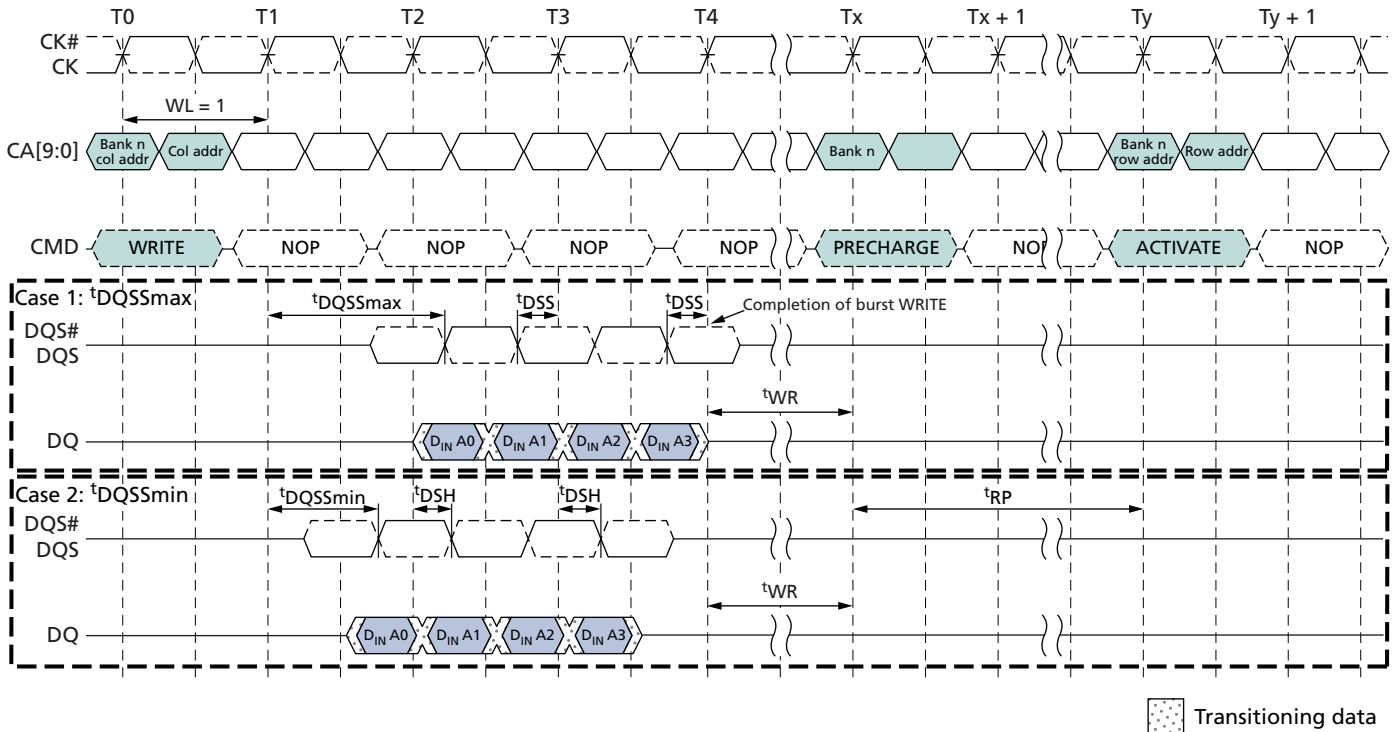 T0 T1 T2 T3 T4 Tx Tx + 1 Ty Ty + 1
CK#
CK
WL = 1
CA[9:0]
Bank n
col addr
Col addr
Bank n
Bank n
row addr
Row addr
CMD WRITE NOP NOP NOP NOP PRECHARGE NOP ACTIVATE NOP
Case 1: tDQSSmax
tDQSSmax tDSS tDSS Completion of burst WRITE
DQS#
DQS
tWR
DQ DIN A0 DIN A1 DIN A2 DIN A3
Case 2: tDQSSmin
tDQSSmin tDSH tDSH tRP
DQS#
DQS
tWR
DQ DIN A0 DIN A1 DIN A2 DIN A3
Transitioning data